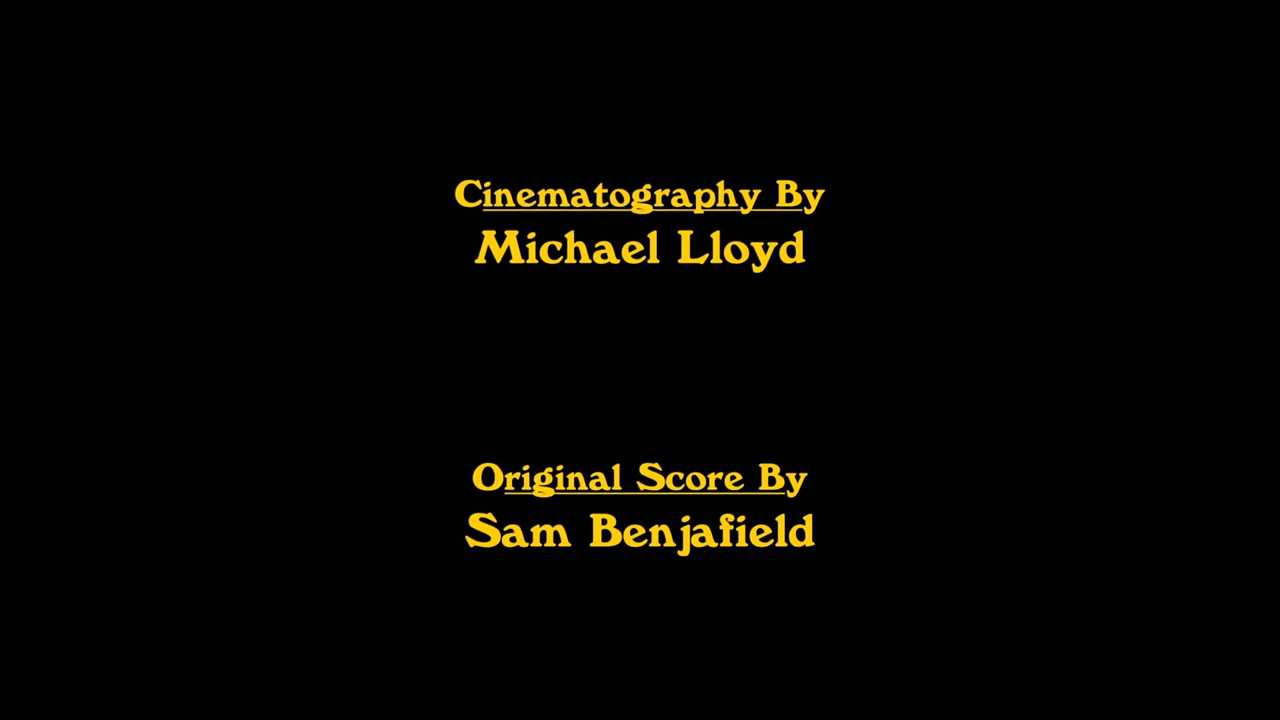 Cinematography By
Michael Lloyd
Original Score By
Sam Benjafield